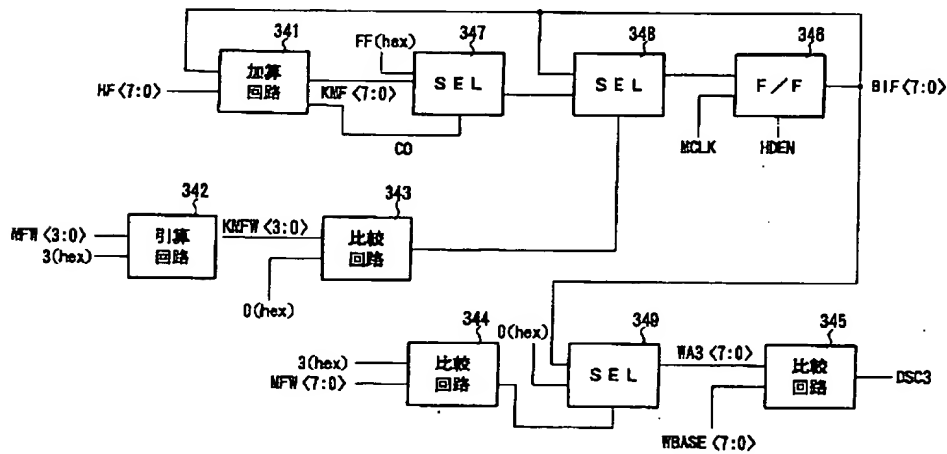 341
加算
回路
HF<7:0>
KMF<7:0>
CO
FF(hex)
347
SEL
348
SEL
346
F/F
MCLK
HDEN
BIF<7:0>
342
引算
回路
MFW<3:0>
3(hex)
KMFW<3:0>
343
比較
回路
0(hex)
344
比較
回路
3(hex)
MFW<7:0>
0(hex)
349
SEL
WA3<7:0>
345
比較
回路
WBASE<7:0>
DSC3